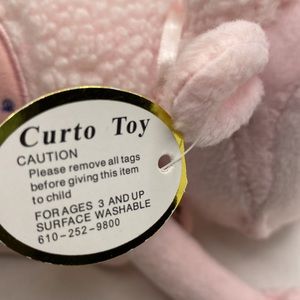 Curto Toy
CAUTION
Please remove all tags
before giving this item
to child
FOR AGES 3 AND UP
SURFACE WASHABLE
610-252-9800